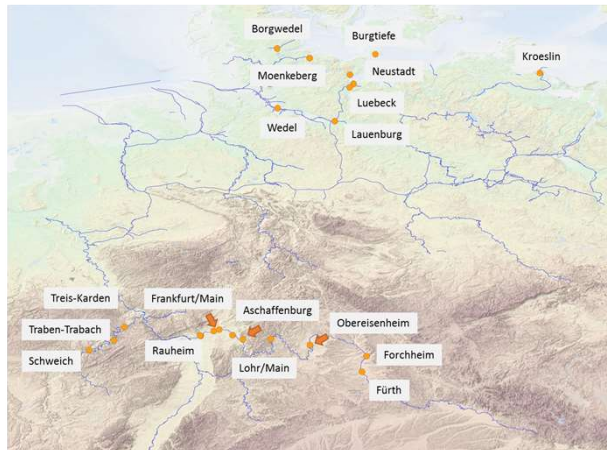 Borgwedel
Burgtiefe
Kroeslin
Moenkeberg
Neustadt
Luebeck
Wedel
Lauenburg
Treis-Karden
Frankfurt/Main
Aschaffenburg
Traben-Trabach
Obereisenheim
Schweich
Rauheim
Lohr/Main
Forchheim
Fürth